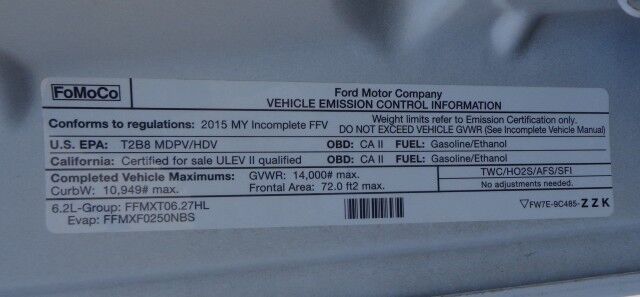 FoMoCo
Ford Motor Company
VEHICLE EMISSION CONTROL INFORMATION
Conforms to regulations: 2015 MY Incomplete FFV
Weight limits refer to Emission Certification only.
DO NOT EXCEED VEHICLE GVWR (See Incomplete Vehicle Manual)
U.S. EPA: T2B8 MDPV/HDV OBD: CA II FUEL: Gasoline/Ethanol
California: Certified for sale ULEV II qualified OBD: CA II FUEL: Gasoline/Ethanol
Completed Vehicle Maximums: GVWR: 14,000# max.
CurbW: 10,949# max. Frontal Area: 72.0 ft2 max.
TWC/HO2S/AFS/SFI
No adjustments needed.
6.2L-Group: FFMXT06.27HL
Evap: FFMXF0250NBS
▽FW7E-9C485-ZZK